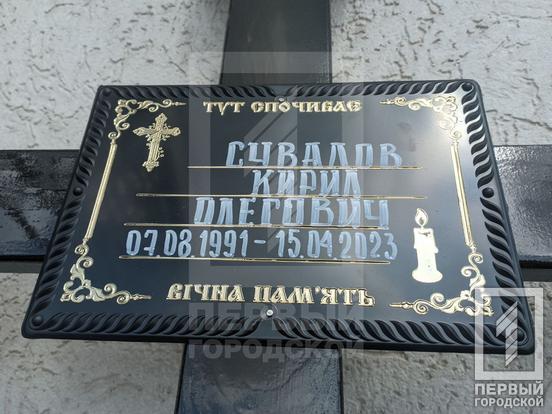 ТУТ СПОЧИВАЄ
СУВАЛОВ
КИРИЛ
ОЛЕГОВИЧ
07.08.1991 - 15.04.2023
ВІЧНА ПАМ'ЯТЬ
ПЕРВЫЙ
ГОРОДСКОЙ
ПЕРВЫЙ
ГОРОДСКОЙ